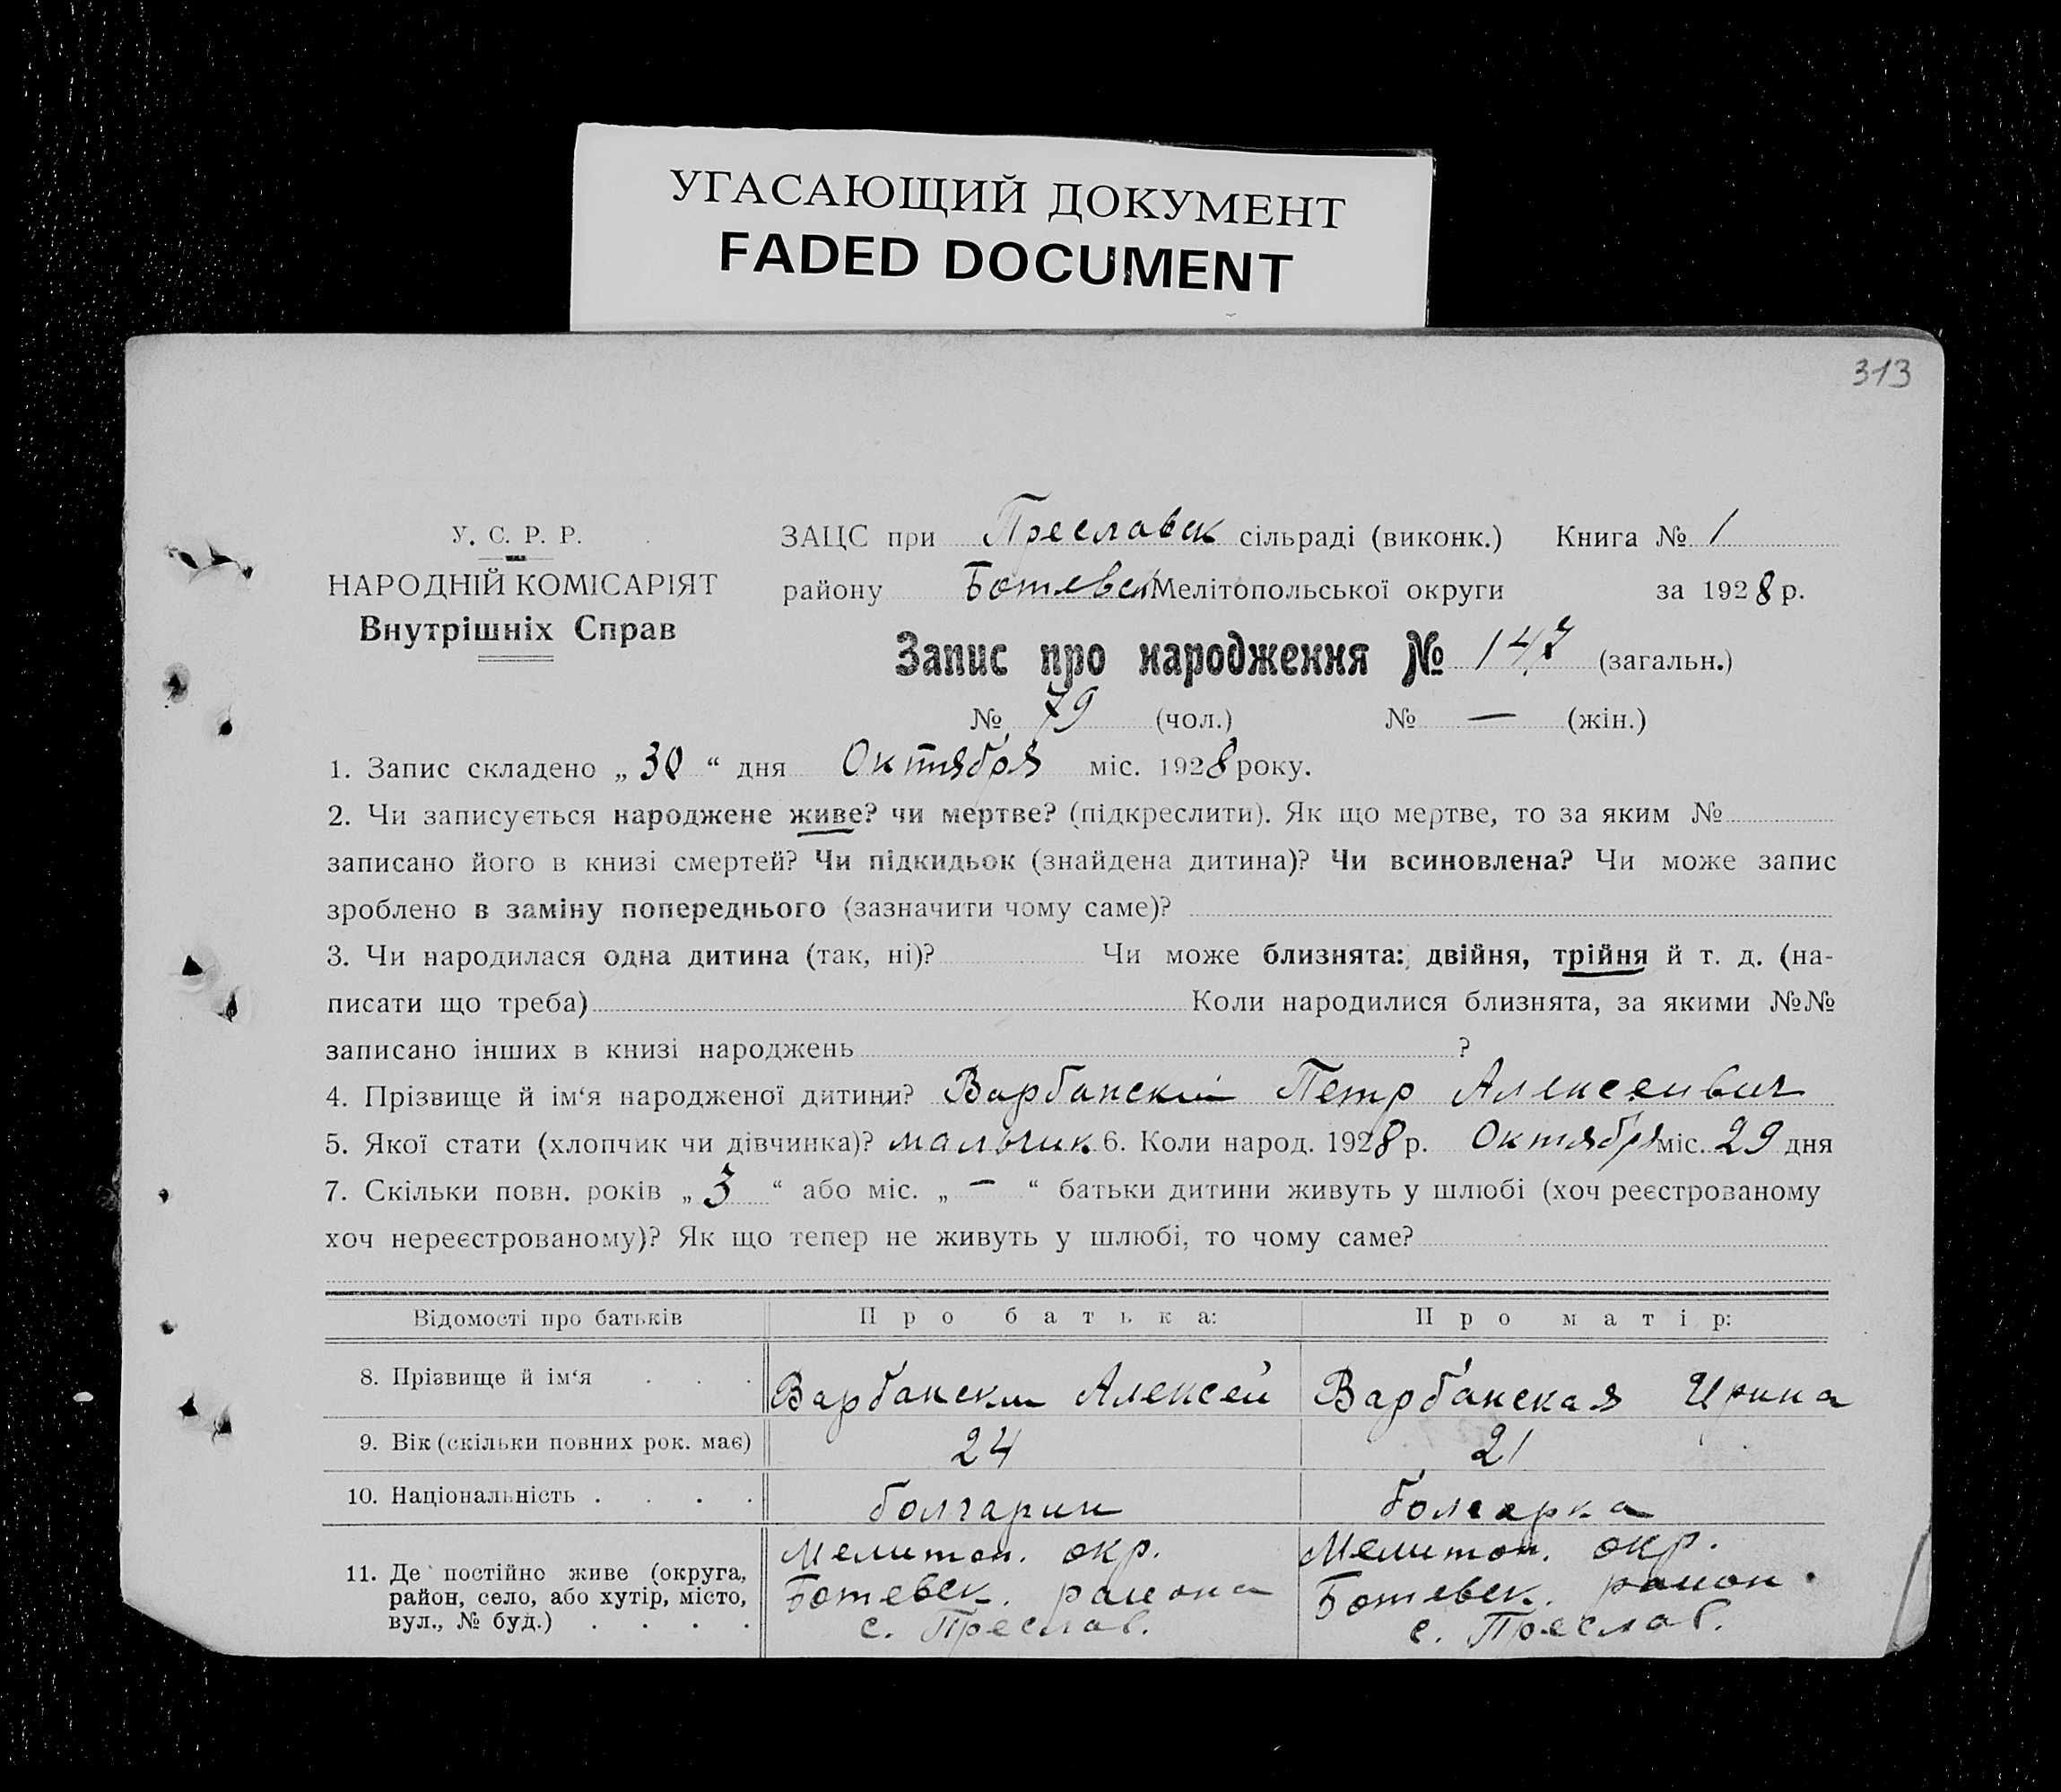 УГАСАЮЩИЙ ДОКУМЕНТ
FADED DOCUMENT
313
У. С. Р. Р.
НАРОДНІЙ КОМІСАРІЯТ
Внутрішніх Справ
ЗАЦС при Преславск сільраді (виконк.) Книга № 1
району Ботевск Мелітопольської округи за 1928 р.
Запис про народження № 147 (загальн.)
№ 79 (чол.) № — (жін.)
1. Запис складено „ 30 “ дня Октября міс. 1928 року.
2. Чи записується народжене живе? чи мертве? (підкреслити). Як що мертве, то за яким №
записано його в книзі смертей? Чи підкидьок (знайдена дитина)? Чи всиновлена? Чи може запис
зроблено в заміну попереднього (зазначити чому саме)?
3. Чи народилася одна дитина (так, ні)? Чи може близнята: двійня, трійня й т. д. (на-
писати що треба) Коли народилися близнята, за якими №№
записано інших в книзі народжень ?
4. Прізвище й ім‘я народженої дитини? Варбанский Петр Алексеевич
5. Якої стати (хлопчик чи дівчинка)? мальчик 6. Коли народ. 1928 р. Октября міс. 29 дня
7. Скільки повн. років „ 3 “ або міс. „ — “ батьки дитини живуть у шлюбі (хоч реєстрованому
хоч нереєстрованому)? Як що тепер не живуть у шлюбі, то чому саме?
Відомості про батьків Про батька: Про матір:
8. Прізвище й ім‘я . . . Варбански Алексей Варбанская Ирина
9. Вік (скільки повних рок. має) 24 21
10. Національність . . . . болгарин болгарка
11. Де постійно живе (округа, Мелитоп. окр. Мелитоп. окр.
район, село, або хутір, місто, Ботевск. района Ботевск. район.
вул., № буд.) . . . . с. Преслав. с. Преслав.